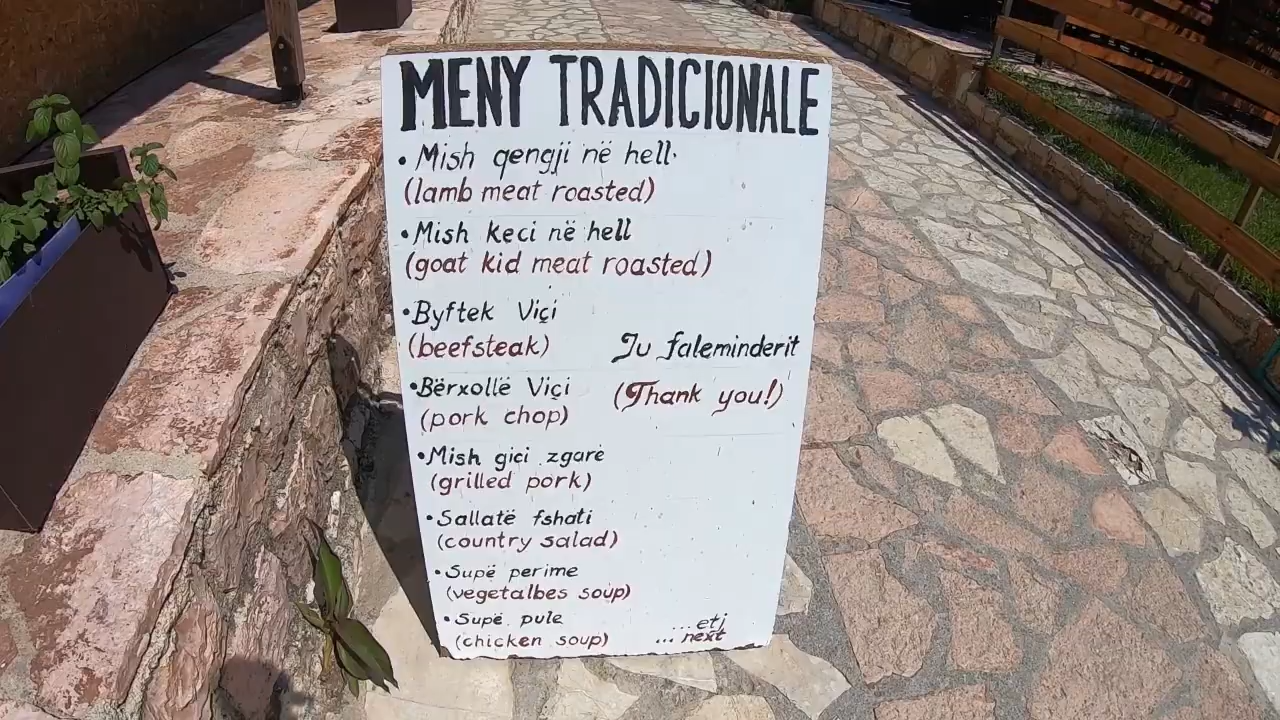 MENY TRADICIONALE
• Mish qengji në hell.
(lamb meat roasted)
• Mish keci në hell
(goat kid meat roasted)
• Byftek Viçi
(beefsteak)
Ju faleminderit
(Thank you!)
• Bërxollë Viçi
(pork chop)
• Mish giçi zgarë
(grilled pork)
• Sallatë fshati
(country salad)
• Supë perime
(vegetalbes soup)
• Supë pule
(chicken soup)
...etj
... next